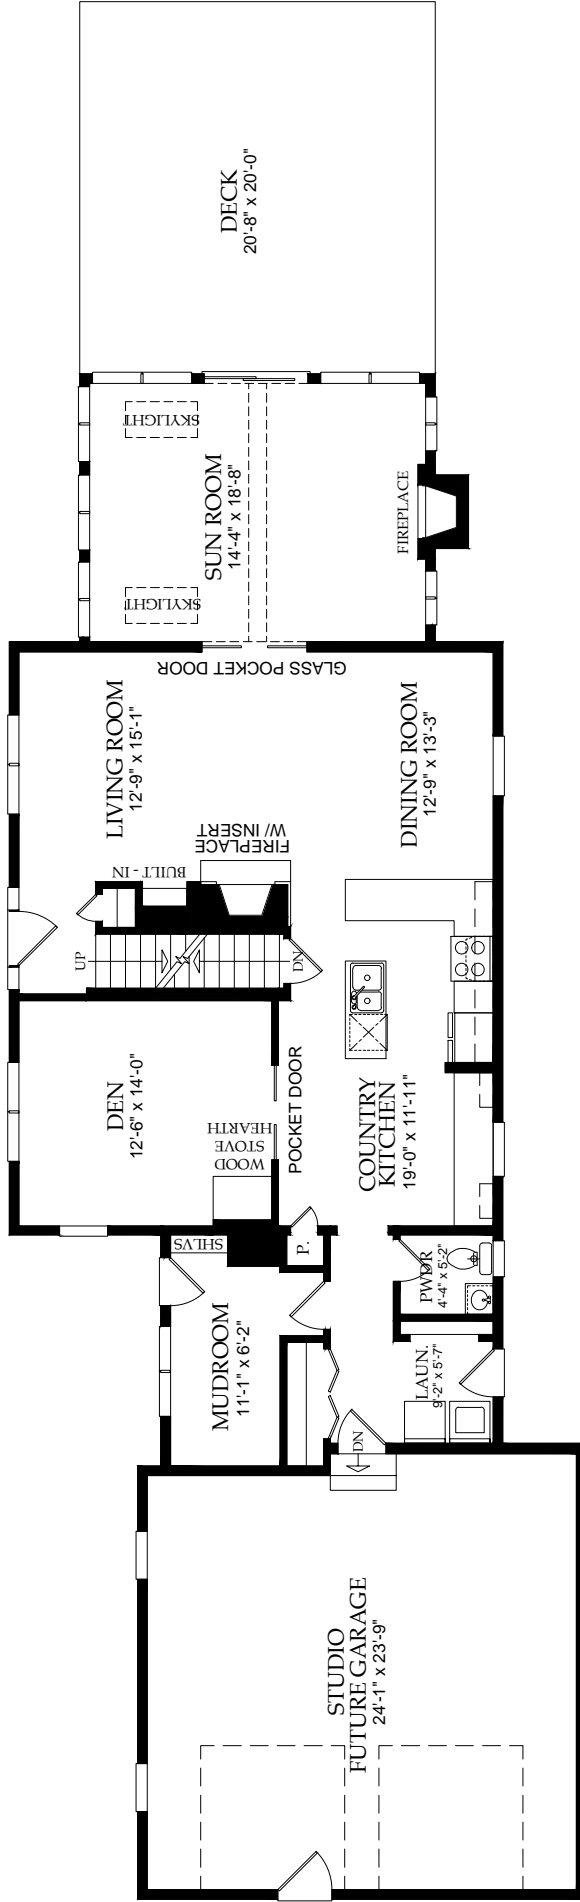 DECK
20'-8" x 20'-0"
SKYLIGHT
SUN ROOM
14'-4" x 18'-8"
FIREPLACE
SKYLIGHT
GLASS POCKET DOOR
LIVING ROOM
12'-9" x 15'-1"
DINING ROOM
12'-9" x 13'-3"
FIREPLACE
W/ INSERT
BUILT - IN
UP
DN
DEN
12'-6" x 14'-0"
WOOD
STOVE
HEARTH
POCKET DOOR
COUNTRY
KITCHEN
19'-0" x 11'-11"
SHLVS
P.
PWDR
4'-4" x 5'-2"
MUDROOM
11'-1" x 6'-2"
LAUN.
9'-2" x 5'-7"
DN
STUDIO
FUTURE GARAGE
24'-1" x 23'-9"